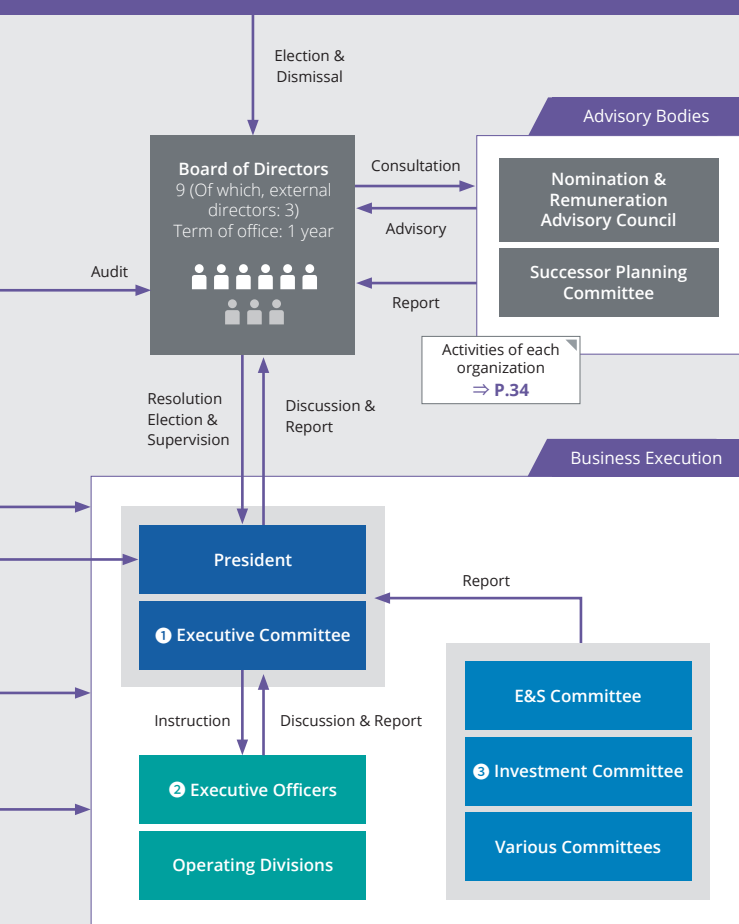 Election &
Dismissal
Advisory Bodies
Board of Directors
9 (Of which, external
directors: 3)
Term of office: 1 year
Consultation
Advisory
Report
Nomination &
Remuneration
Advisory Council
Successor Planning
Committee
Audit
Activities of each
organization
⇒ P.34
Resolution
Election &
Supervision
Discussion &
Report
Business Execution
President
❶ Executive Committee
Report
E&S Committee
❸ Investment Committee
Various Committees
Instruction
Discussion & Report
❷ Executive Officers
Operating Divisions